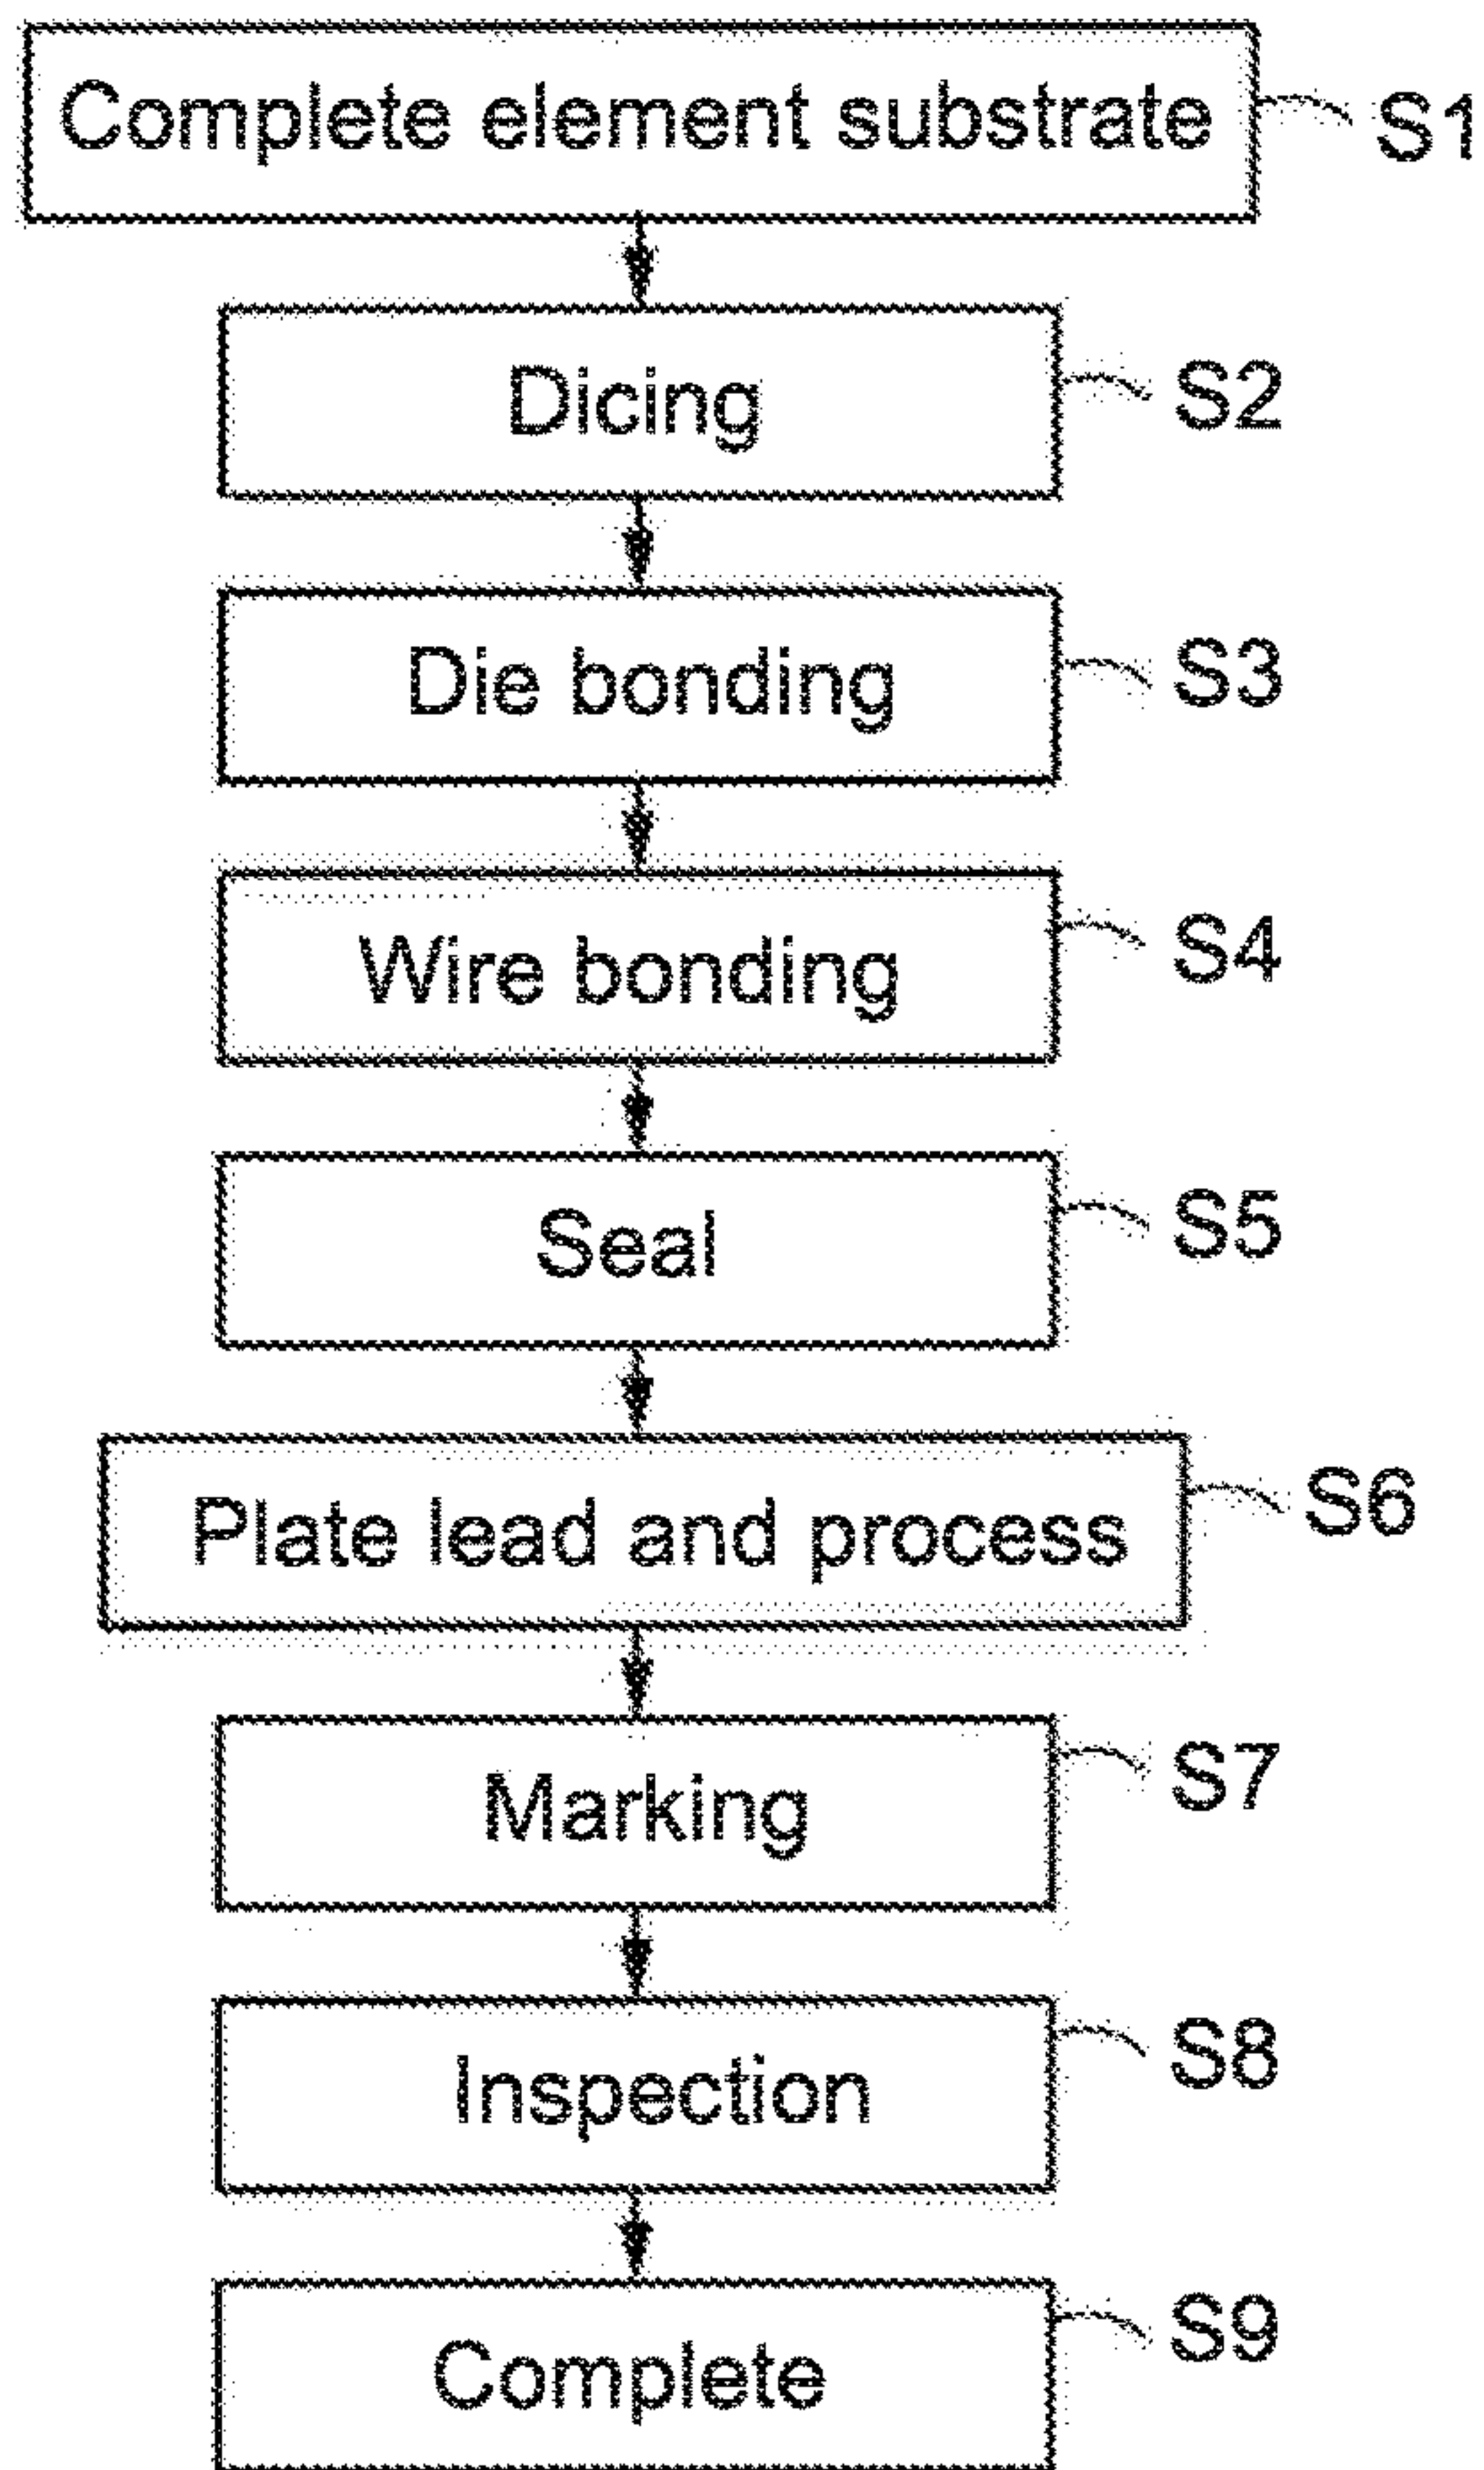 Complete element substrate S1
Dicing S2
Die bonding S3
Wire bonding S4
Seal S5
Plate lead and process S6
Marking S7
Inspection S8
Complete S9